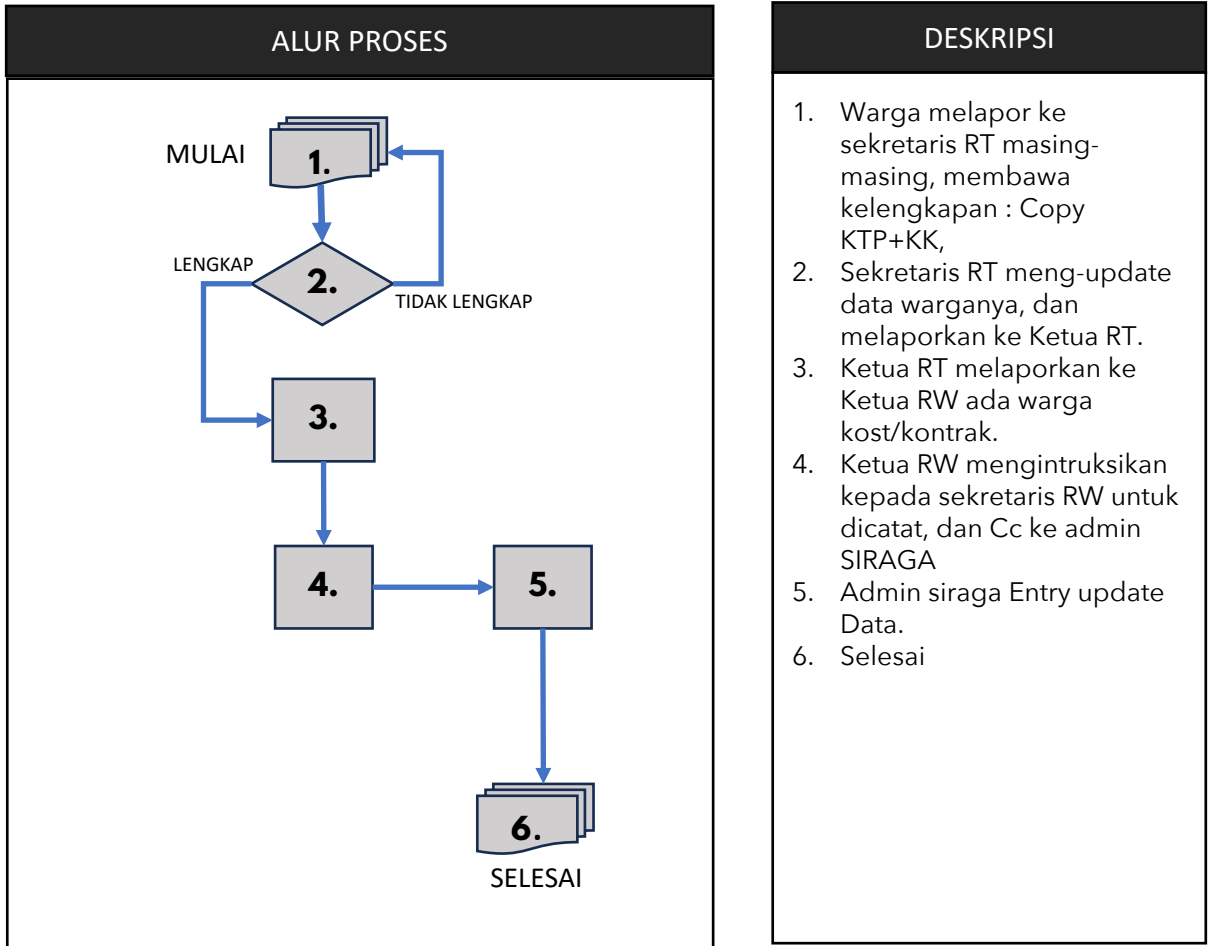 ALUR PROSES
MULAI
1.
LENGKAP
2.
TIDAK LENGKAP
3.
4.
5.
6.
SELESAI
DESKRIPSI
1. Warga melapor ke
sekretaris RT masing-
masing, membawa
kelengkapan : Copy
KTP+KK,
2. Sekretaris RT meng-update
data warganya, dan
melaporkan ke Ketua RT.
3. Ketua RT melaporkan ke
Ketua RW ada warga
kost/kontrak.
4. Ketua RW mengintruksikan
kepada sekretaris RW untuk
dicatat, dan Cc ke admin
SIRAGA
5. Admin siraga Entry update
Data.
6. Selesai